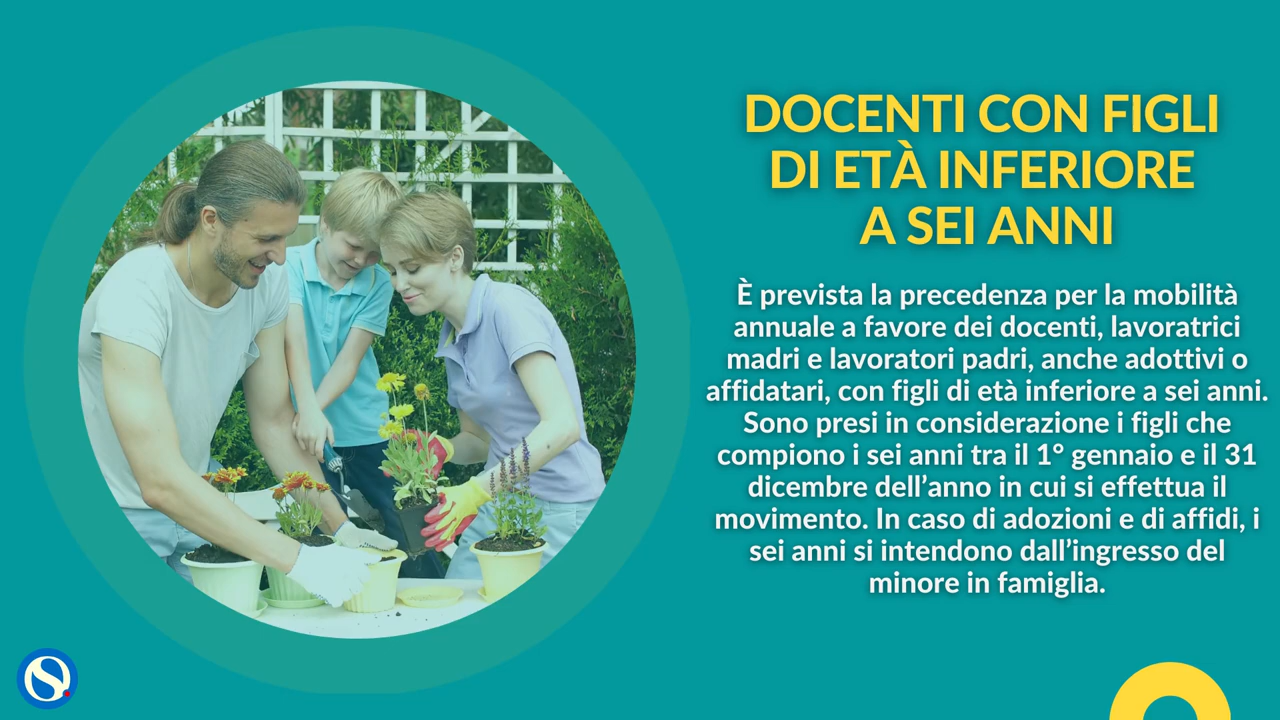 DOCENTI CON FIGLI
DI ETÀ INFERIORE
A SEI ANNI
È prevista la precedenza per la mobilità
annuale a favore dei docenti, lavoratrici
madri e lavoratori padri, anche adottivi o
affidatari, con figli di età inferiore a sei anni.
Sono presi in considerazione i figli che
compiono i sei anni tra il 1° gennaio e il 31
dicembre dell’anno in cui si effettua il
movimento. In caso di adozioni e di affidi, i
sei anni si intendono dall’ingresso del
minore in famiglia.
S